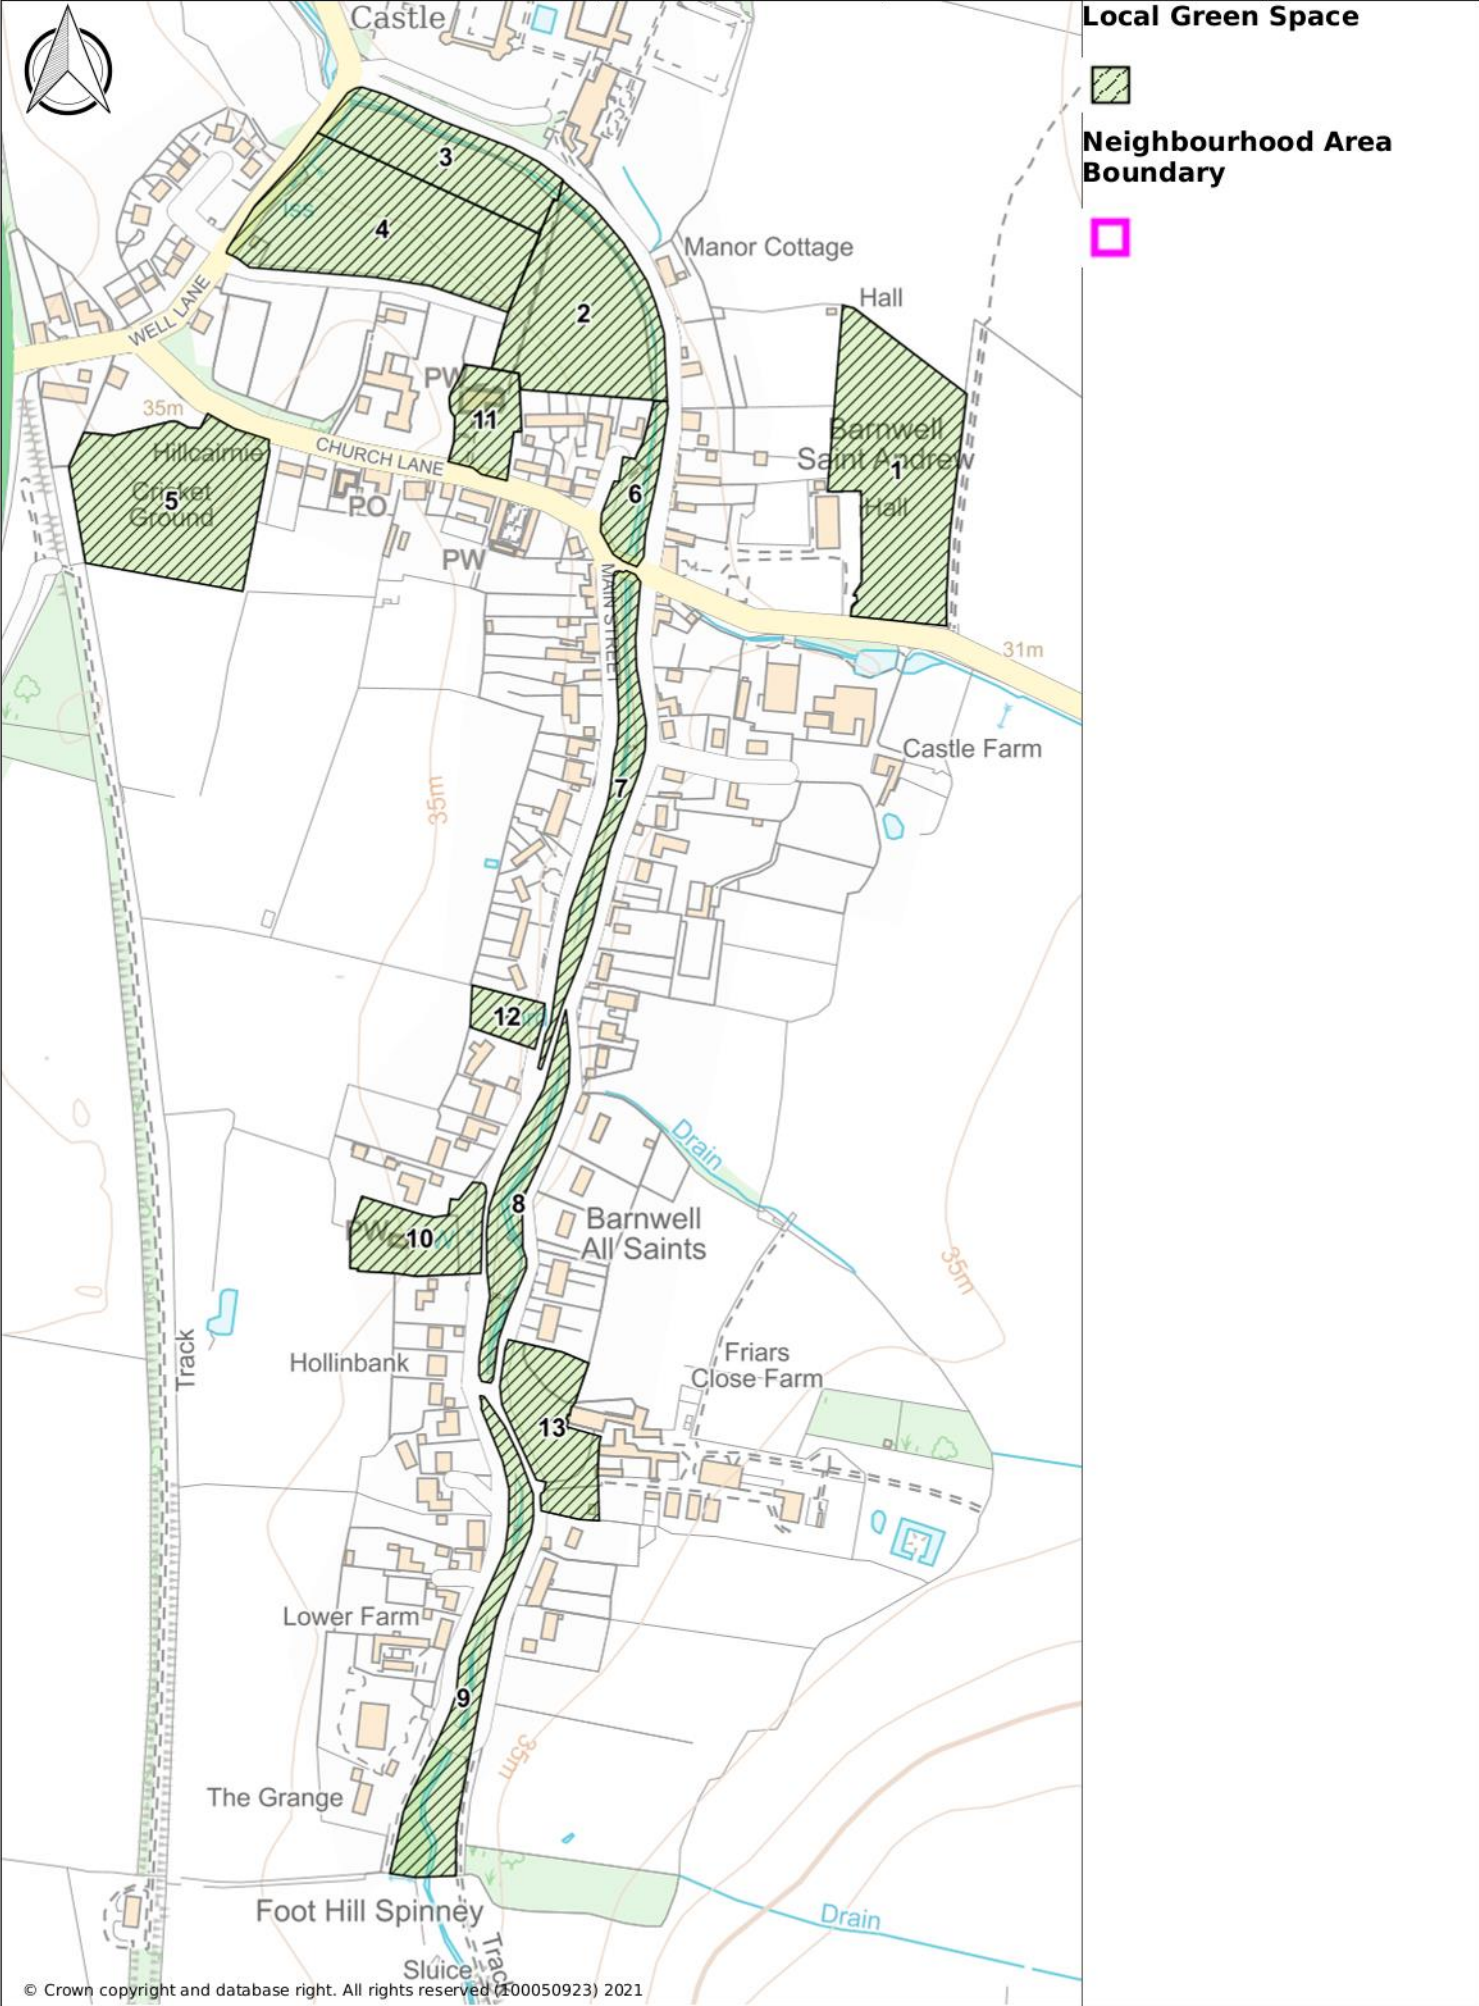 Castle
Local Green Space
Neighbourhood Area
Boundary
3
4
Manor Cottage
2
Hall
WELL LANE
PW
35m
11
Barnwell
Saint Andrew
1
Hall
CHURCH LANE
Hillcairnie
Cricket
5
Ground
PO
6
PW
MAIN STREET
31m
Castle Farm
7
35m
12
Drain
8
Barnwell
All Saints
PW
10
35m
Track
Hollinbank
Friars
Close Farm
13
Lower Farm
9
35m
The Grange
Foot Hill Spinney
Drain
Track
Sluice
© Crown copyright and database right. All rights reserved (100050923) 2021